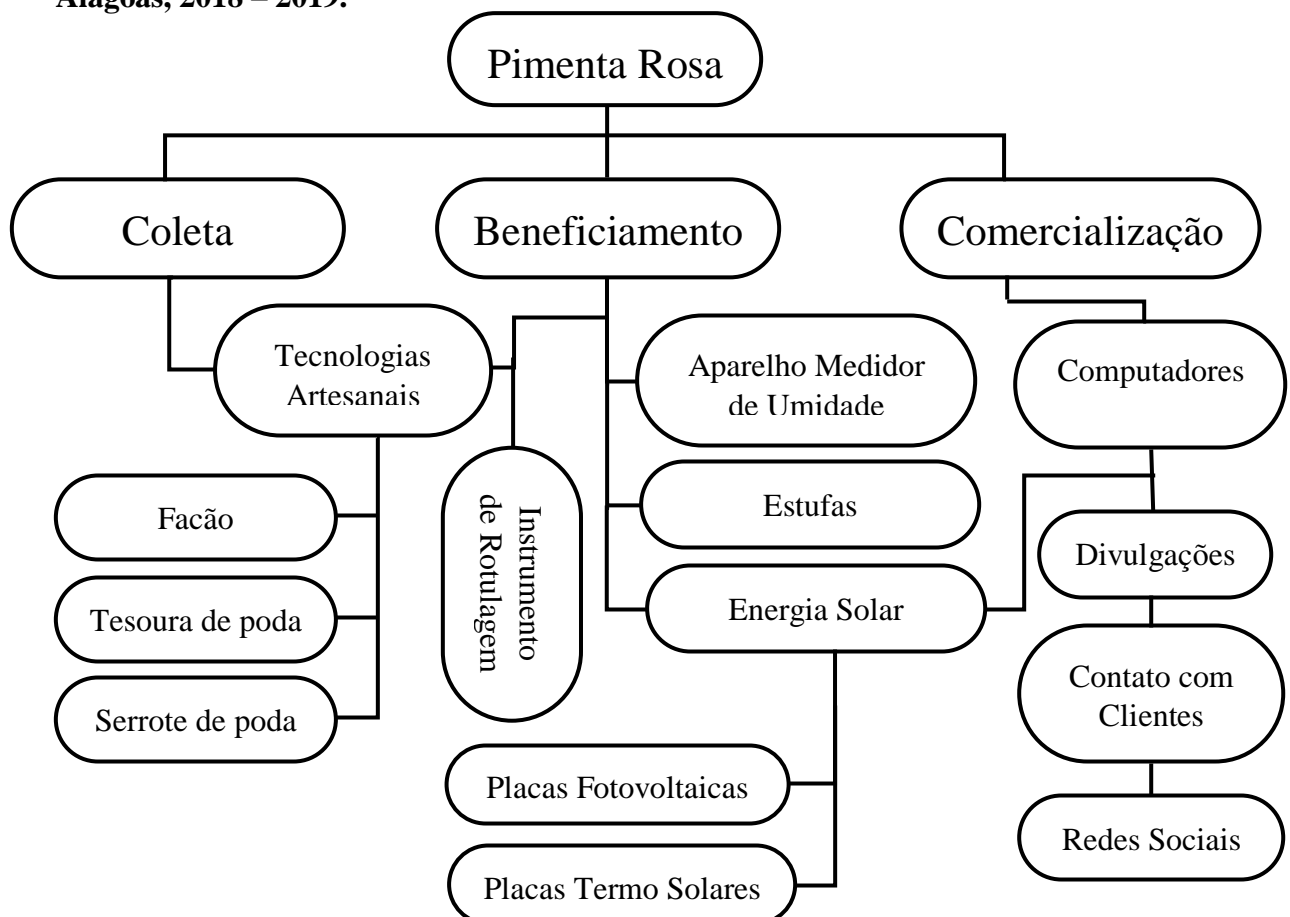 Alagoas, 2018 – 2019.
Pimenta Rosa
Coleta
Beneficiamento
Comercialização
Tecnologias
Artesanais
Aparelho Medidor
de Umidade
Computadores
Facão
Instrumento
de Rotulagem
Estufas
Divulgações
Tesoura de poda
Energia Solar
Serrote de poda
Contato com
Clientes
Placas Fotovoltaicas
Redes Sociais
Placas Termo Solares